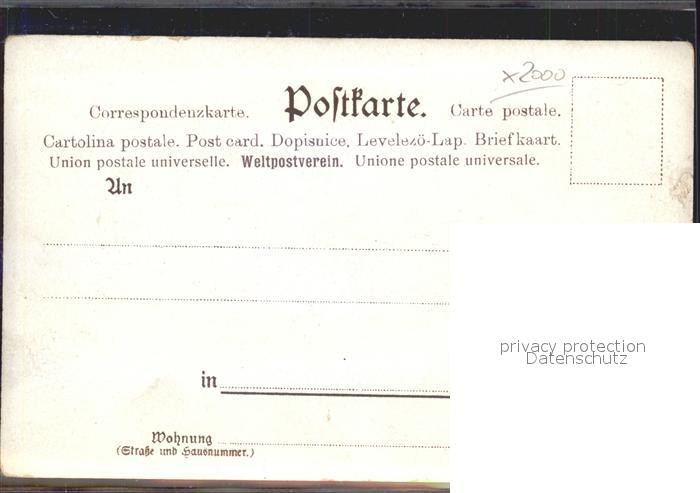 x2000
Correspondenzkarte. Poſtkarte. Carte postale.
Cartolina postale. Post card. Dopisnice. Levelező-Lap. Briefkaart.
Union postale universelle. Weltpostverein. Unione postale universale.
An
in
Wohnung
(Straße und Hausnummer.)
privacy protection
Datenschutz